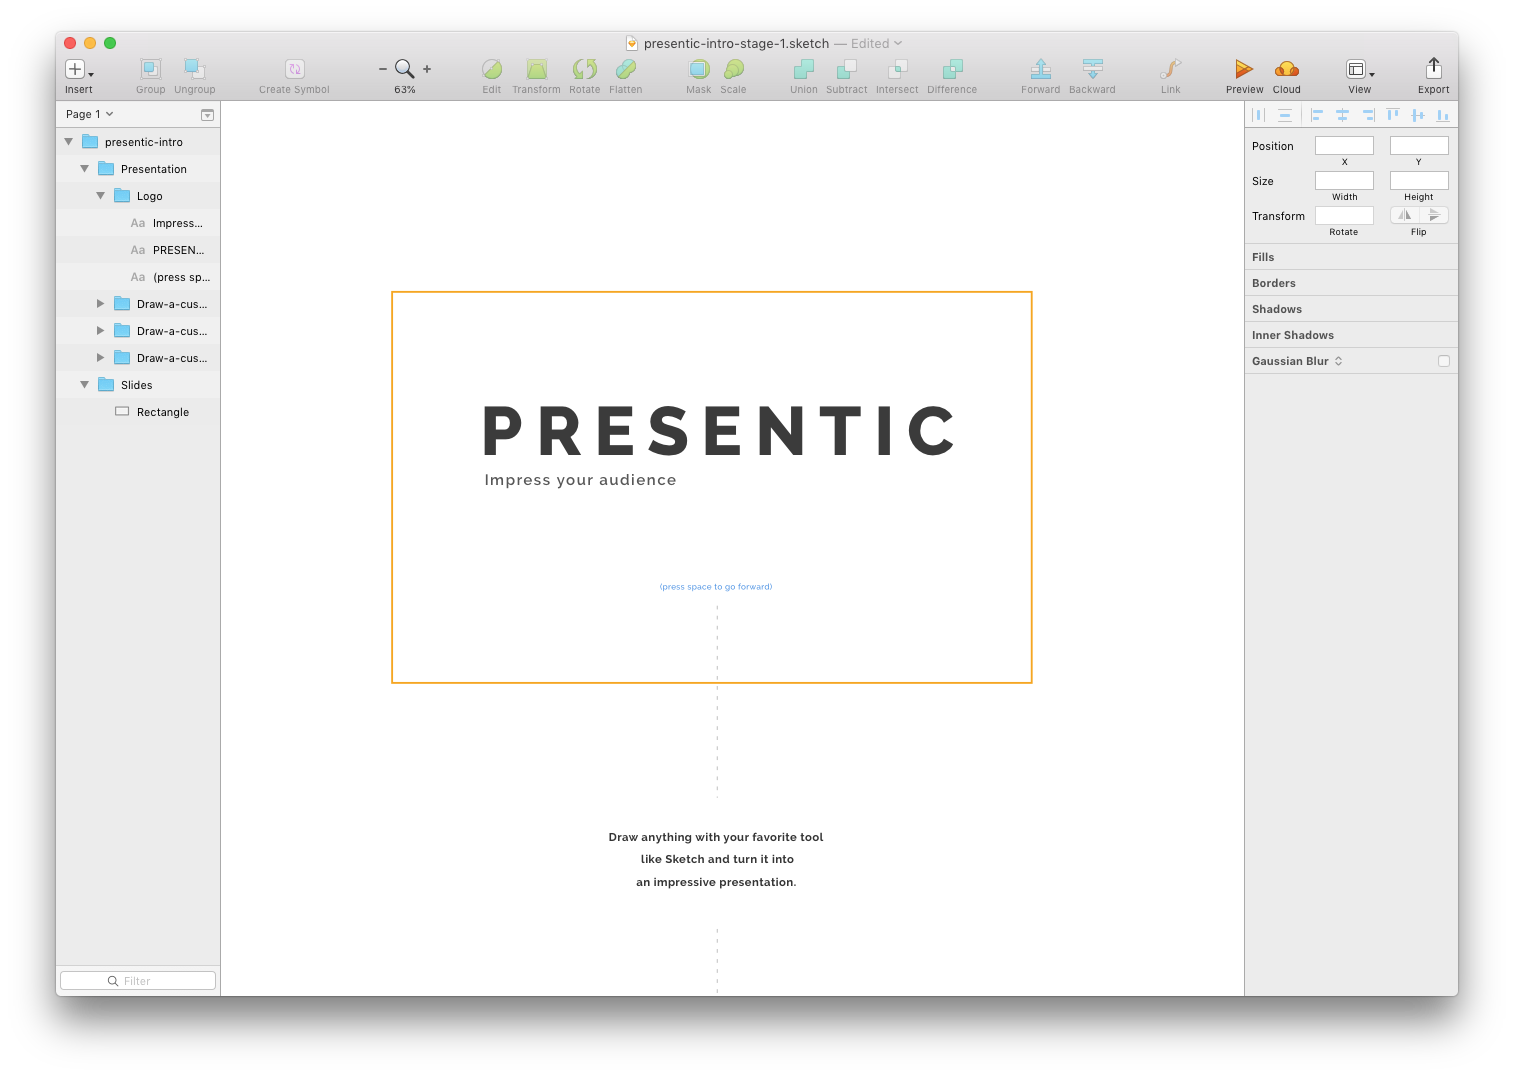 presentic-intro-stage-1.sketch — Edited
Insert
Group
Ungroup
Create Symbol
63%
Edit
Transform
Rotate
Flatten
Mask
Scale
Union
Subtract
Intersect
Difference
Forward
Backward
Link
Preview
Cloud
View
Export
Page 1
presentic-intro
Presentation
Logo
Aa Impress...
Aa PRESEN...
Aa (press sp...
Draw-a-cus...
Draw-a-cus...
Draw-a-cus...
Slides
Rectangle
Filter
PRESENTIC
Impress your audience
(press space to go forward)
Draw anything with your favorite tool
like Sketch and turn it into
an impressive presentation.
Position
X
Y
Size
Width
Height
Transform
Rotate
Flip
Fills
Borders
Shadows
Inner Shadows
Gaussian Blur